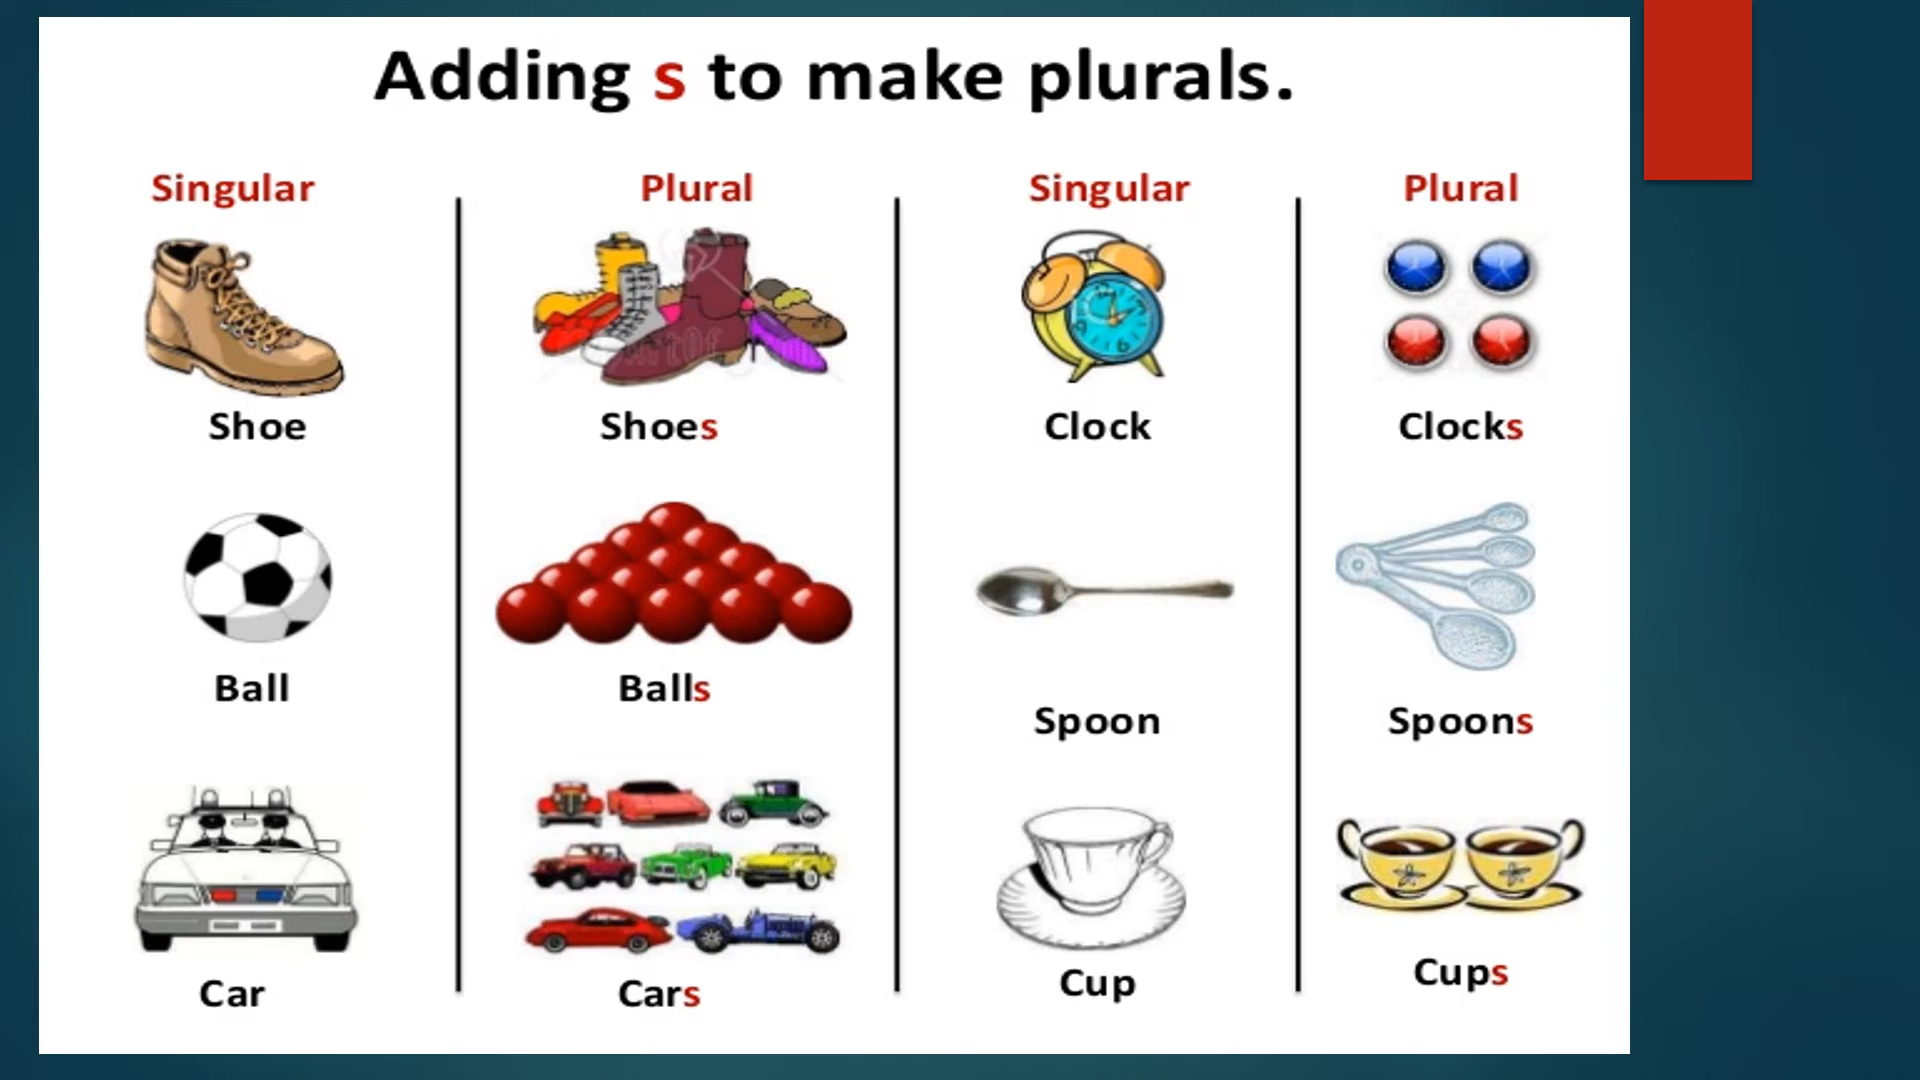 Adding s to make plurals.
Singular Plural Singular Plural
Shoe Shoes Clock Clocks
Ball Balls
Spoon Spoons
Car Cars Cup Cups